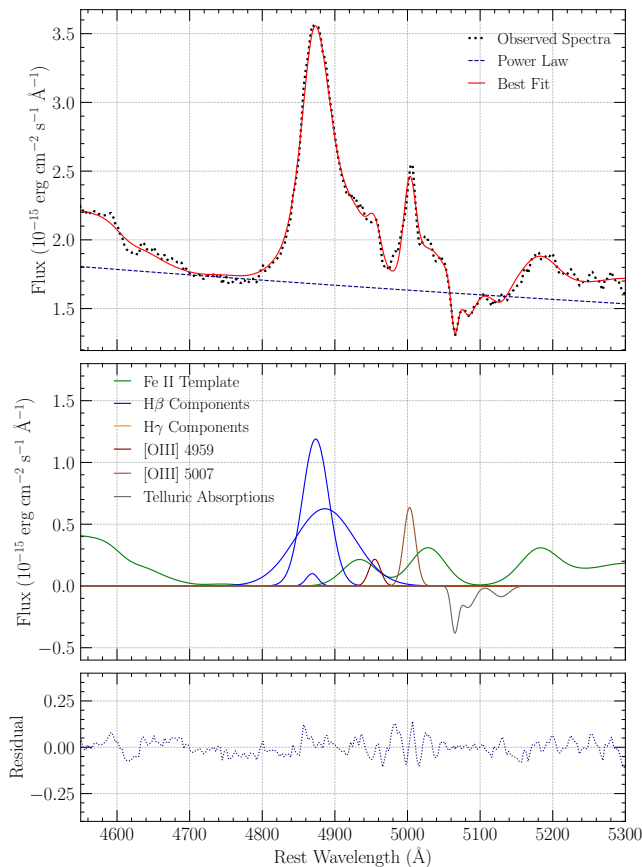 3.5
3.0
2.5
2.0
1.5
Flux (10⁻¹⁵ erg cm⁻² s⁻¹ Å⁻¹)
Observed Spectra
Power Law
Best Fit
1.5
1.0
0.5
0.0
−0.5
Flux (10⁻¹⁵ erg cm⁻² s⁻¹ Å⁻¹)
Fe II Template
Hβ Components
Hγ Components
[OIII] 4959
[OIII] 5007
Telluric Absorptions
0.25
0.00
−0.25
Residual
4600 4700 4800 4900 5000 5100 5200 5300
Rest Wavelength (Å)